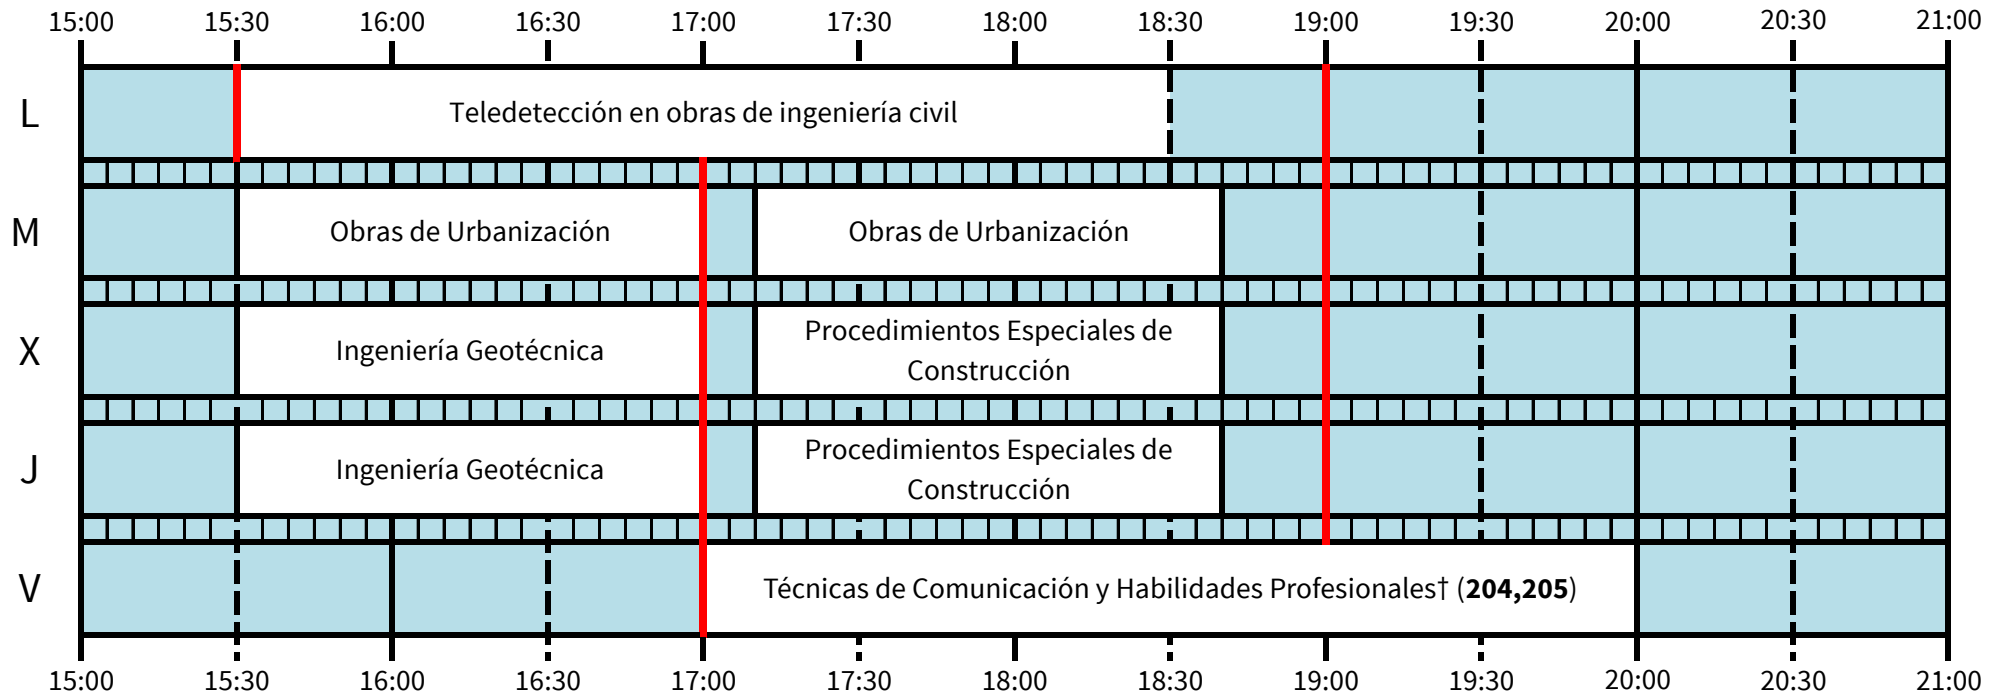 15:00 15:30 16:00 16:30 17:00 17:30 18:00 18:30 19:00 19:30 20:00 20:30 21:00
L
Teledetección en obras de ingeniería civil
M
Obras de Urbanización
Obras de Urbanización
X
Ingeniería Geotécnica
Procedimientos Especiales de
Construcción
J
Ingeniería Geotécnica
Procedimientos Especiales de
Construcción
V
Técnicas de Comunicación y Habilidades Profesionales† (204,205)
15:00 15:30 16:00 16:30 17:00 17:30 18:00 18:30 19:00 19:30 20:00 20:30 21:00